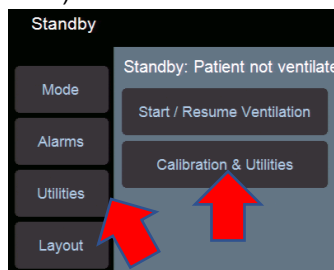 Standby
Standby: Patient not ventilate
Mode
Start / Resume Ventilation
Alarms
Calibration & Utilities
Utilities
Layout